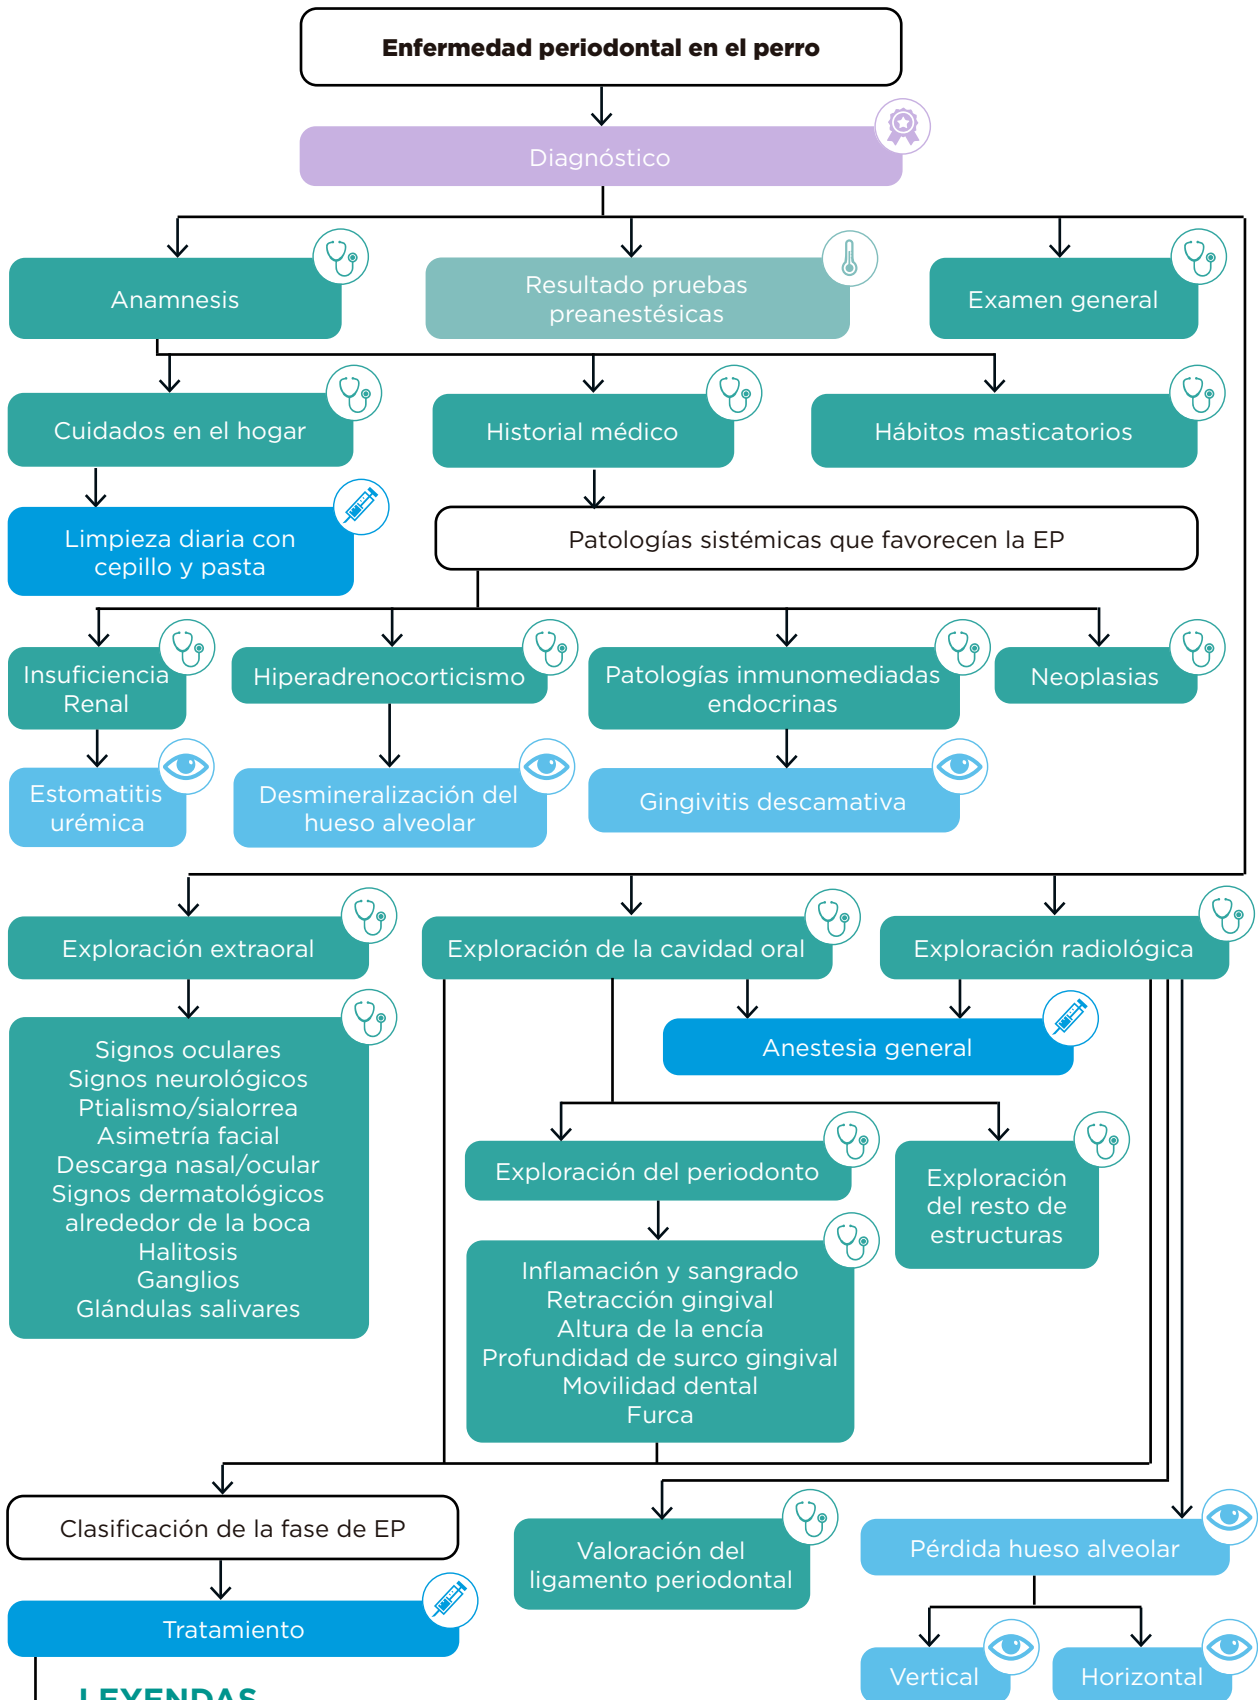 Enfermedad periodontal en el perro
Diagnóstico
Anamnesis
Resultado pruebas
preanestésicas
Examen general
Cuidados en el hogar
Historial médico
Hábitos masticatorios
Limpieza diaria con
cepillo y pasta
Patologías sistémicas que favorecen la EP
Insuficiencia
Renal
Hiperadrenocorticismo
Patologías inmunomediadas
endocrinas
Neoplasias
Estomatitis
urémica
Desmineralización del
hueso alveolar
Gingivitis descamativa
Exploración extraoral
Exploración de la cavidad oral
Exploración radiológica
Signos oculares
Signos neurológicos
Ptialismo/sialorrea
Asimetría facial
Descarga nasal/ocular
Signos dermatológicos
alrededor de la boca
Halitosis
Ganglios
Glándulas salivares
Anestesia general
Exploración del periodonto
Exploración
del resto de
estructuras
Inflamación y sangrado
Retracción gingival
Altura de la encía
Profundidad de surco gingival
Movilidad dental
Furca
Clasificación de la fase de EP
Valoración del
ligamento periodontal
Pérdida hueso alveolar
Tratamiento
Vertical
Horizontal
LEYENDAS